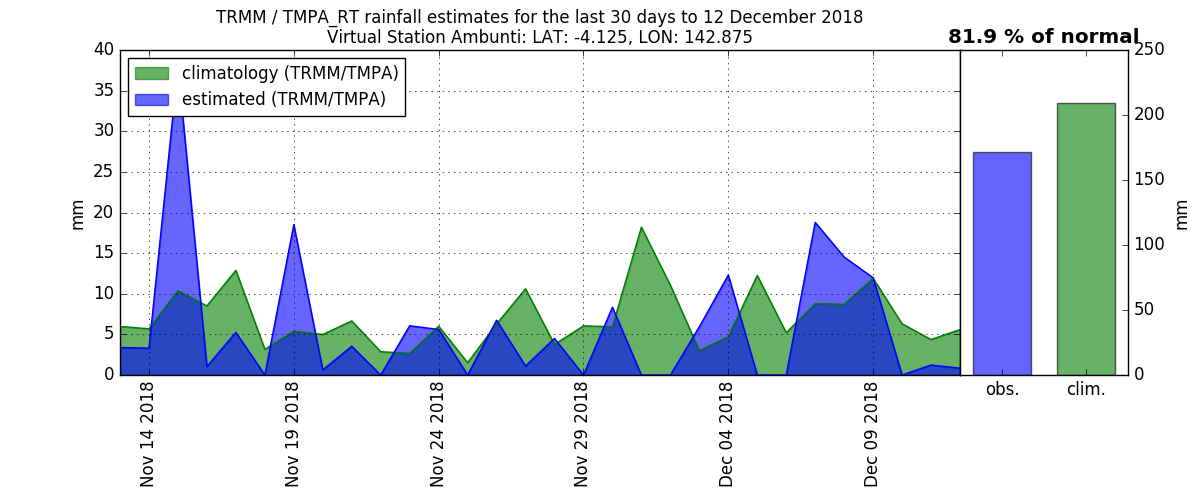 TRMM / TMPA_RT rainfall estimates for the last 30 days to 12 December 2018
Virtual Station Ambunti: LAT: -4.125, LON: 142.875
81.9 % of normal
climatology (TRMM/TMPA)
estimated (TRMM/TMPA)
mm
40
35
30
25
20
15
10
5
0
Nov 14 2018
Nov 19 2018
Nov 24 2018
Nov 29 2018
Dec 04 2018
Dec 09 2018
250
200
150
100
50
0
mm
obs.
clim.